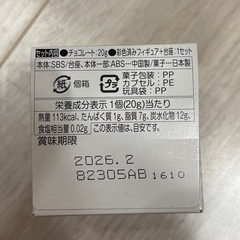 セット内容 ●チョコレート:20g ●彩色済みフィギュア+台座:1セット
本体:SBS/台座、本体一部:ABS…中国製/菓子…日本製
紙 個箱
菓子包装:PP
カプセル:PE
玩具袋:PP
栄養成分表示 1個(20g)当たり
熱量 113kcal、たんぱく質 1g、脂質 7g、炭水化物 12g、
食塩相当量 0.02g
賞味期限
2026.2
82305AB 1610